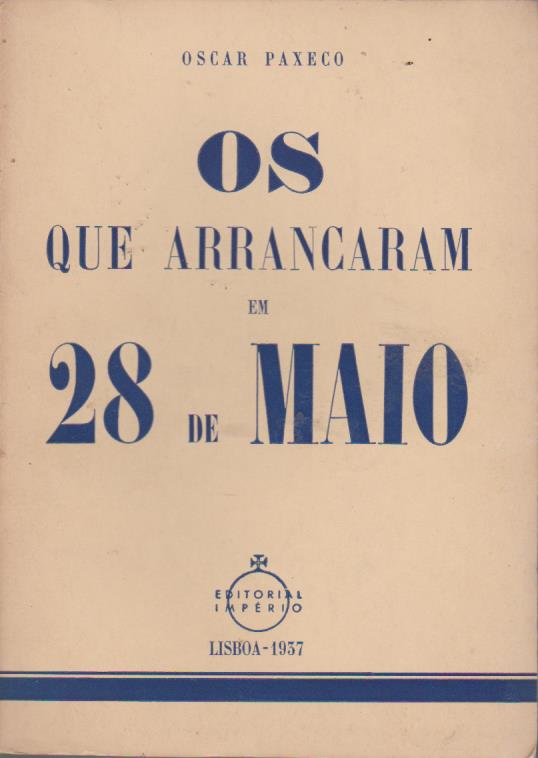 OSCAR PAXECO
OS
QUE ARRANCARAM
EM
28 DE MAIO
EDITORIAL
IMPÉRIO
LISBOA-1937